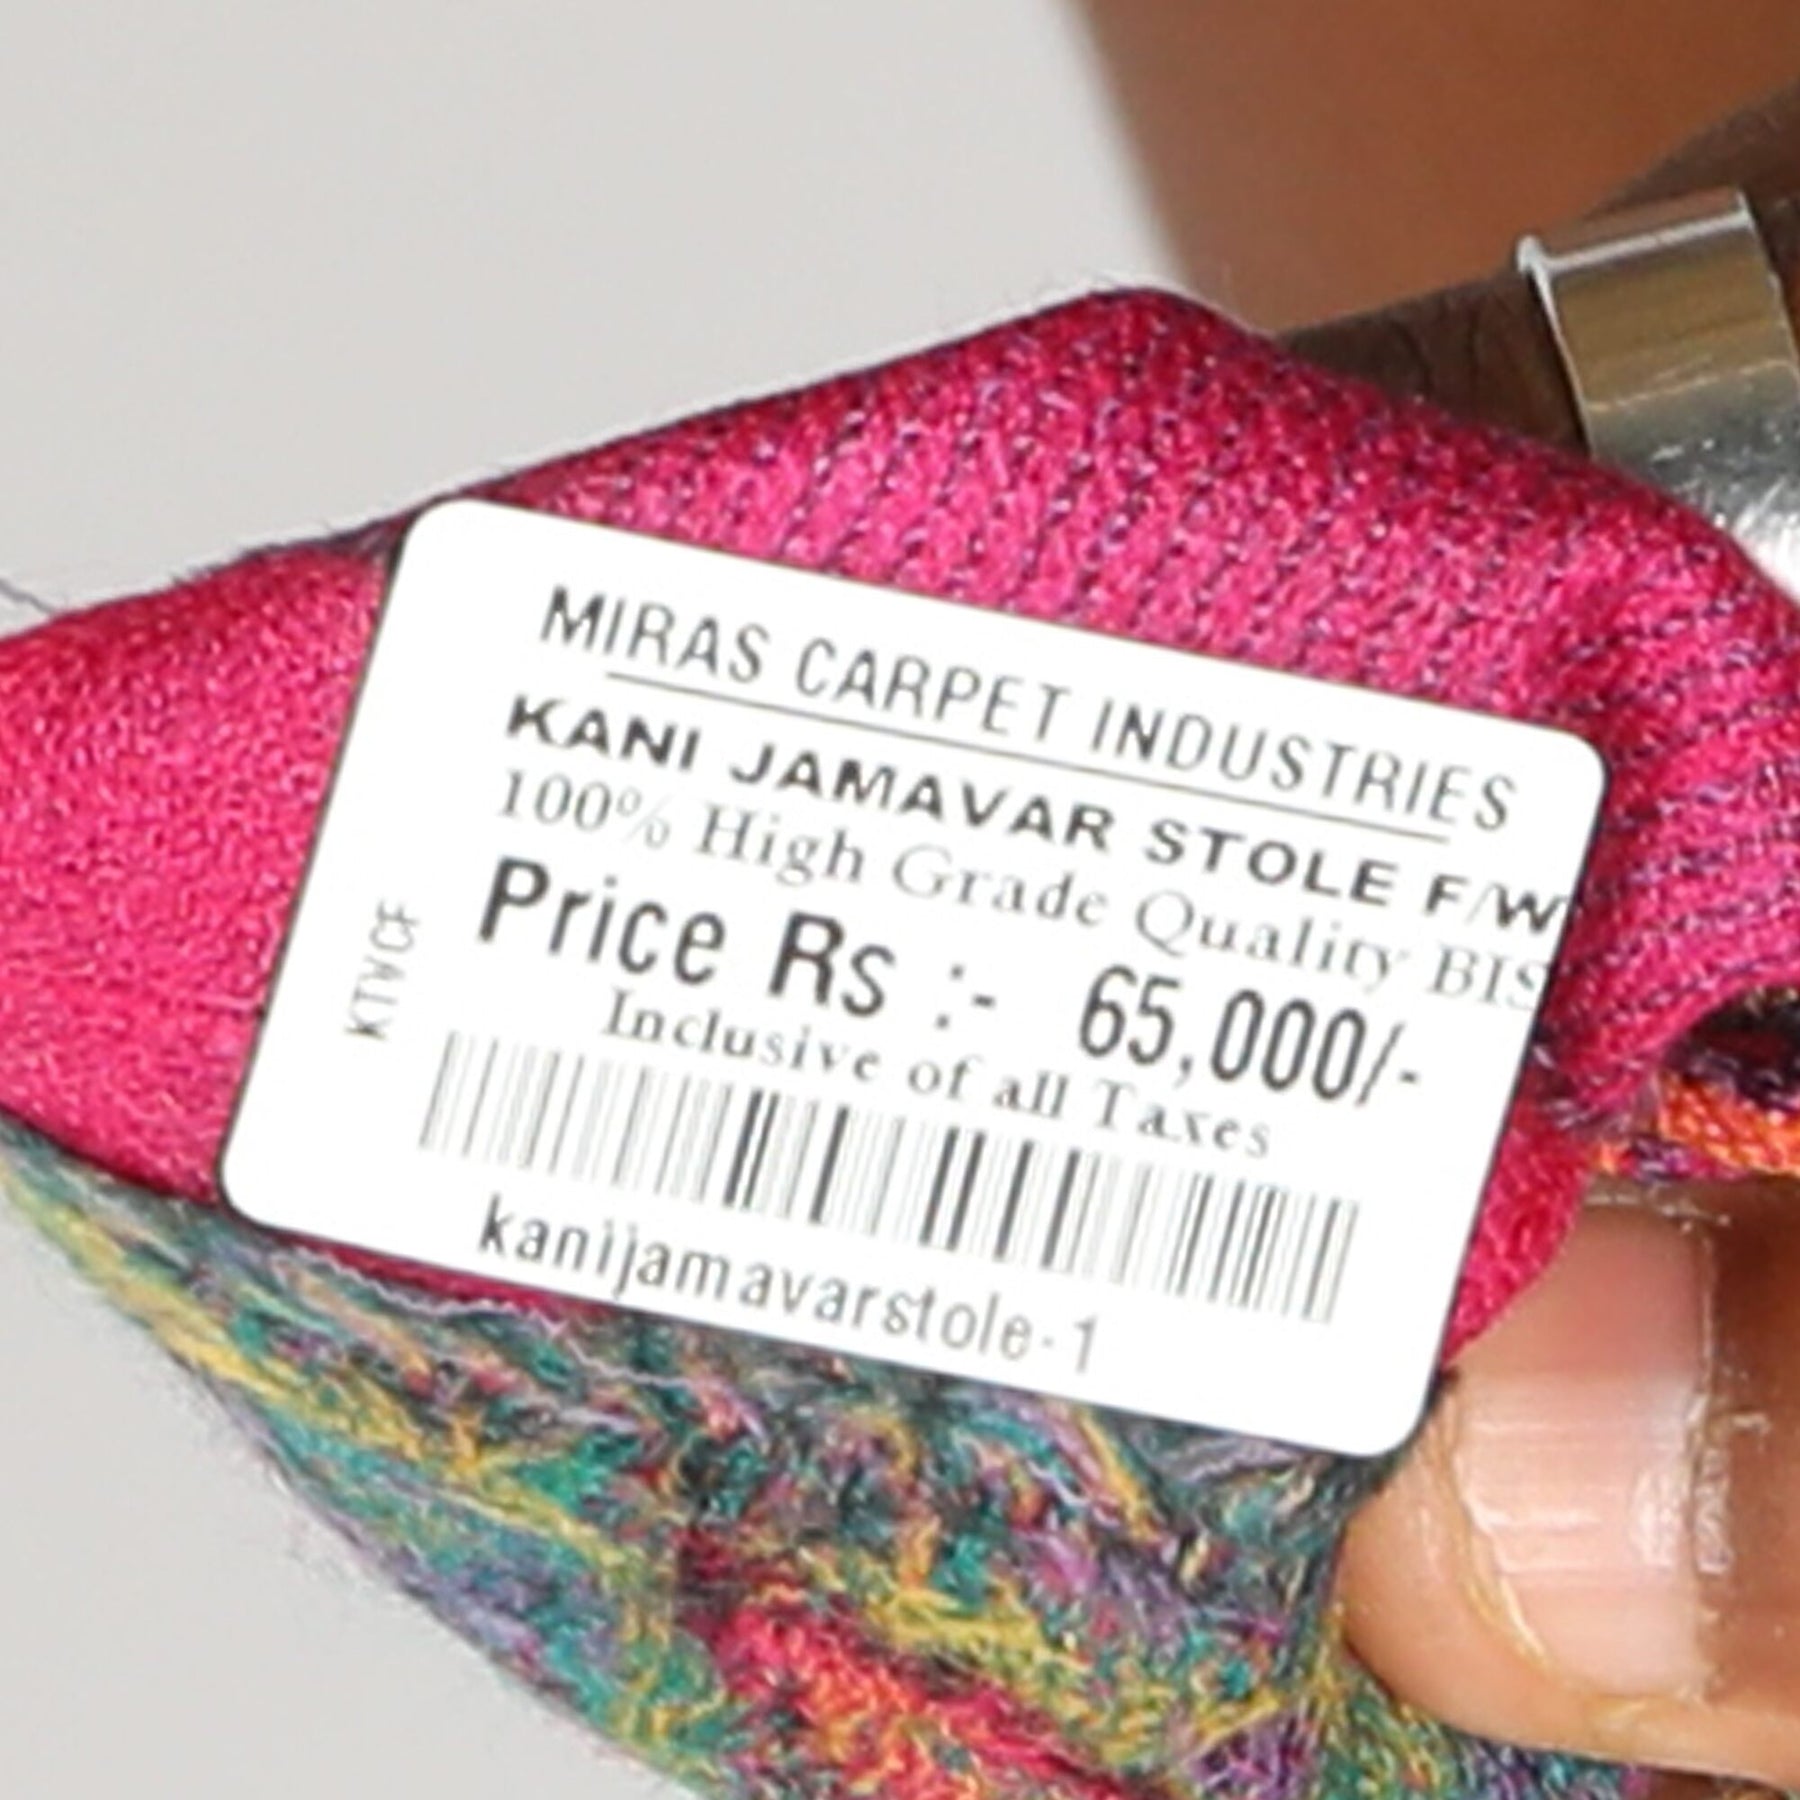 MIRAS CARPET INDUSTRIES
KANI JAMAVAR STOLE F/W
100% High Grade Quality BIS
Price Rs :- 65,000/-
Inclusive of all Taxes
KTVCF
kanijamavarstole-1